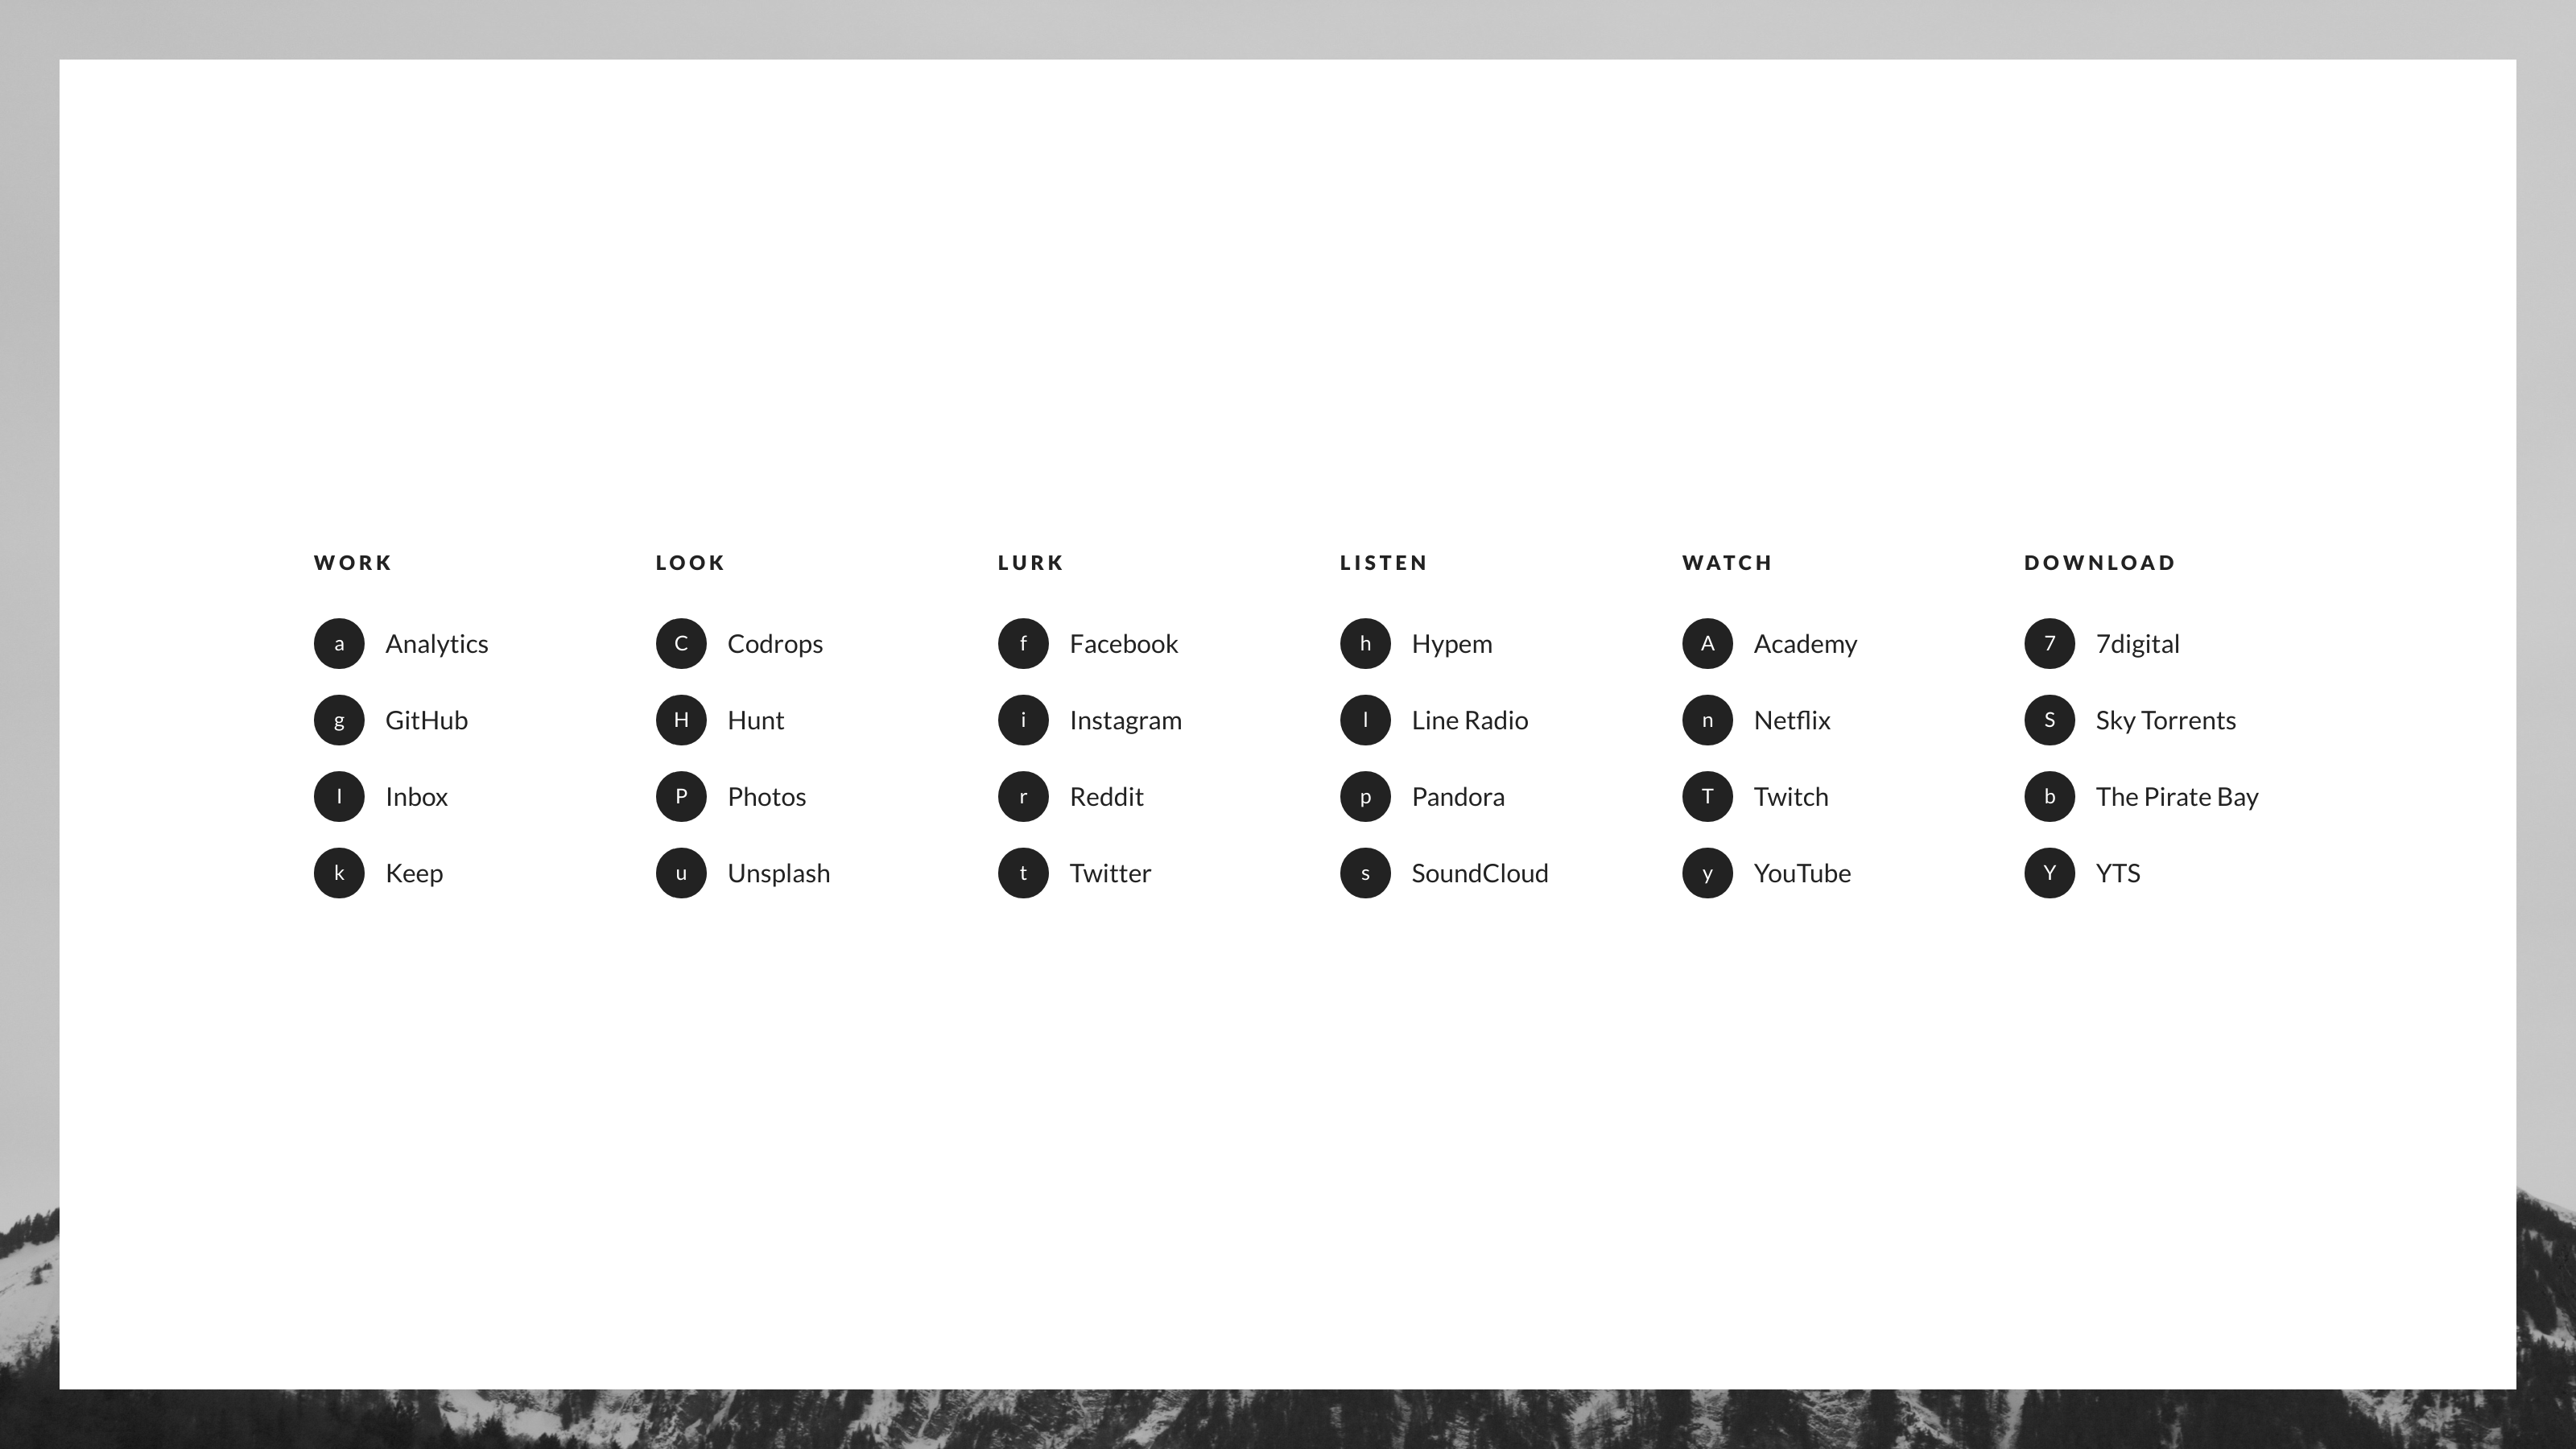 WORK
a Analytics
g GitHub
I Inbox
k Keep
LOOK
C Codrops
H Hunt
P Photos
u Unsplash
LURK
f Facebook
i Instagram
r Reddit
t Twitter
LISTEN
h Hypem
l Line Radio
p Pandora
s SoundCloud
WATCH
A Academy
n Netflix
T Twitch
y YouTube
DOWNLOAD
7 7digital
S Sky Torrents
b The Pirate Bay
Y YTS